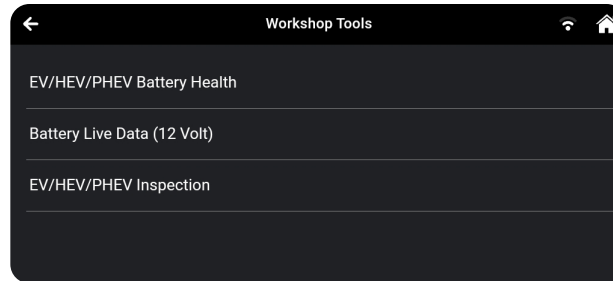 Workshop Tools
EV/HEV/PHEV Battery Health
Battery Live Data (12 Volt)
EV/HEV/PHEV Inspection